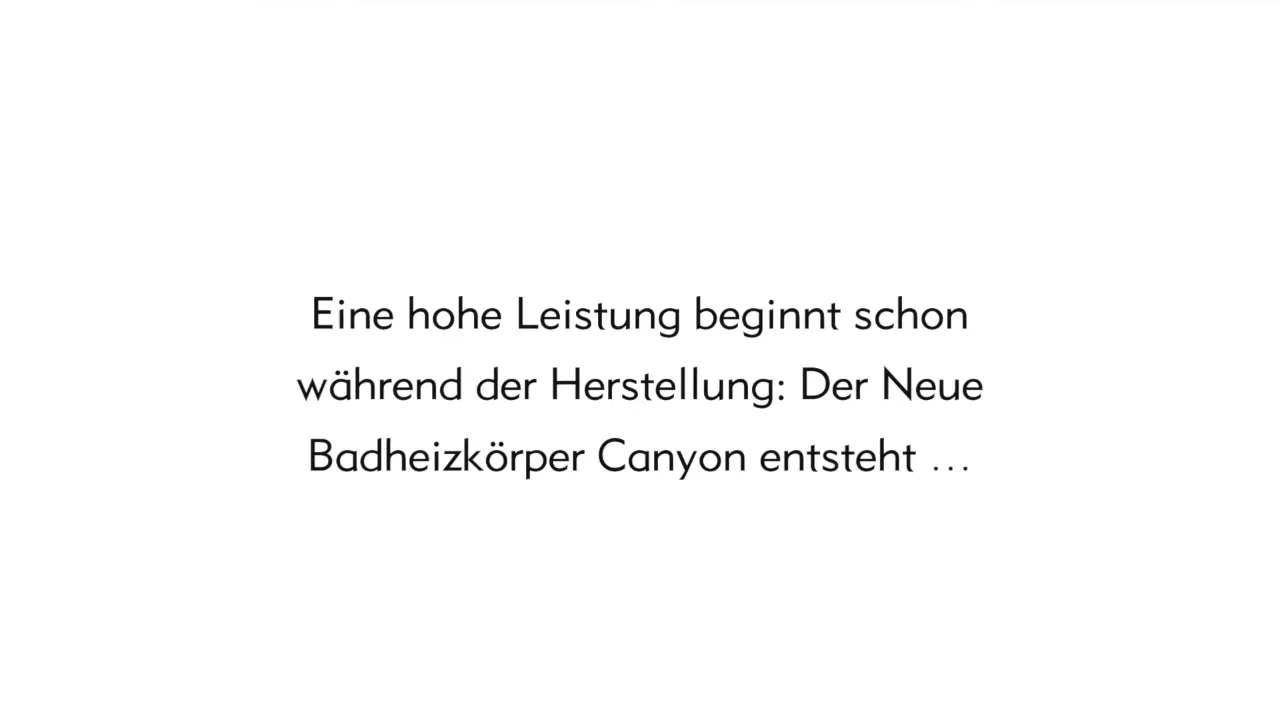 Eine hohe Leistung beginnt schon
während der Herstellung: Der Neue
Badheizkörper Canyon entsteht …